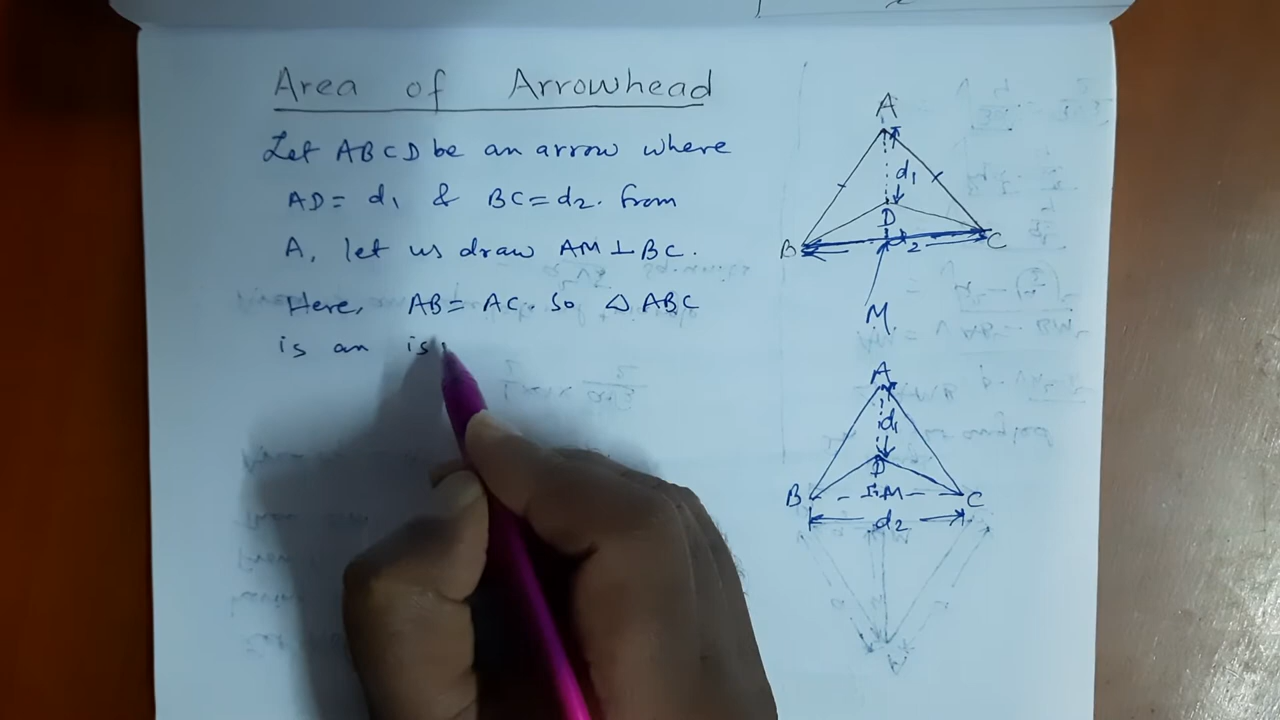 Area of Arrowhead
Let ABCD be an arrow where
AD = d₁ & BC = d₂. From
A, let us draw AM ⊥ BC.
Here, AB = AC. So △ ABC
is an is
A
d₁
D
B
d₂
C
M
A
d₁
D
B
M
C
d₂